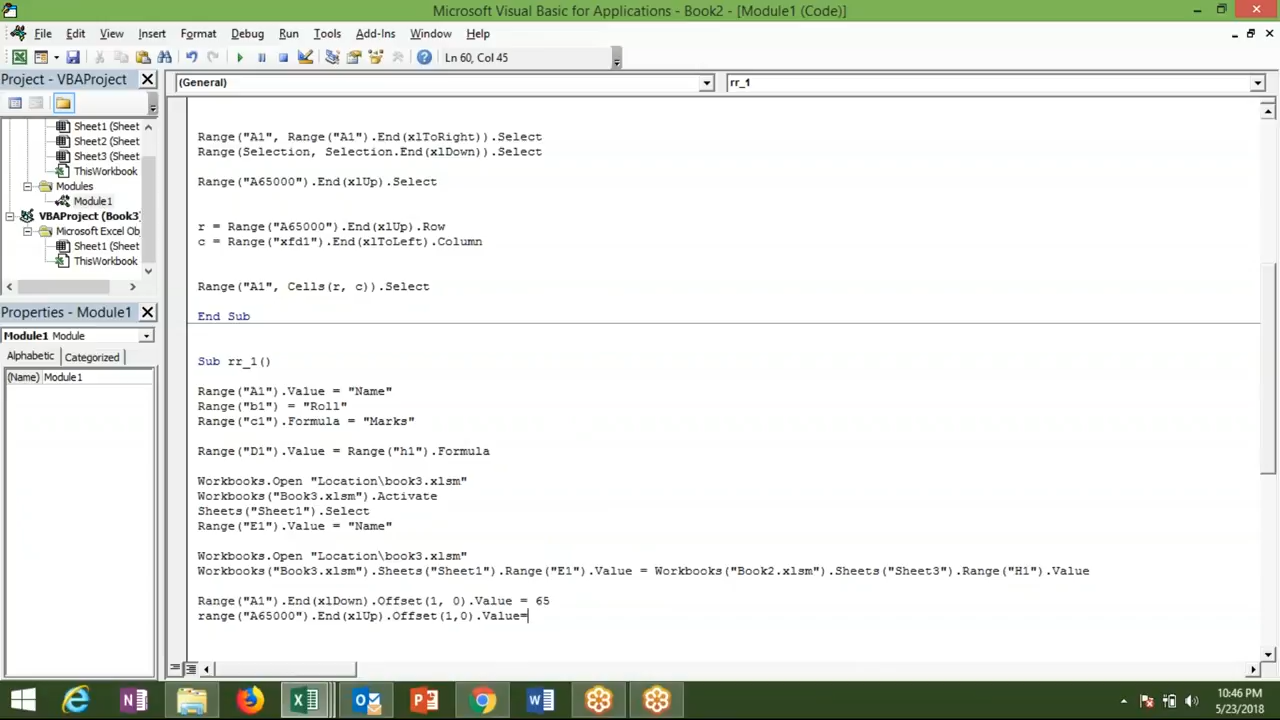 Microsoft Visual Basic for Applications - Book2 - [Module1 (Code)]
File Edit View Insert Format Debug Run Tools Add-Ins Window Help
Ln 60, Col 45
Project - VBAProject
(General)
rr_1
Sheet1 (Sheet
Sheet2 (Sheet
Sheet3 (Sheet
ThisWorkbook
Modules
Module1
VBAProject (Book3
Microsoft Excel Ob
Sheet1 (Sheet
ThisWorkbook
Properties - Module1
Module1 Module
Alphabetic Categorized
(Name) Module1
Range("A1", Range("A1").End(xlToRight)).Select
Range(Selection, Selection.End(xlDown)).Select
Range("A65000").End(xlUp).Select
r = Range("A65000").End(xlUp).Row
c = Range("xfd1").End(xlToLeft).Column
Range("A1", Cells(r, c)).Select
End Sub
Sub rr_1()
Range("A1").Value = "Name"
Range("b1") = "Roll"
Range("c1").Formula = "Marks"
Range("D1").Value = Range("h1").Formula
Workbooks.Open "Location\book3.xlsm"
Workbooks("Book3.xlsm").Activate
Sheets("Sheet1").Select
Range("E1").Value = "Name"
Workbooks.Open "Location\book3.xlsm"
Workbooks("Book3.xlsm").Sheets("Sheet1").Range("E1").Value = Workbooks("Book2.xlsm").Sheets("Sheet3").Range("H1").Value
Range("A1").End(xlDown).Offset(1, 0).Value = 65
range("A65000").End(xlUp).Offset(1,0).Value=
10:46 PM
5/23/2018